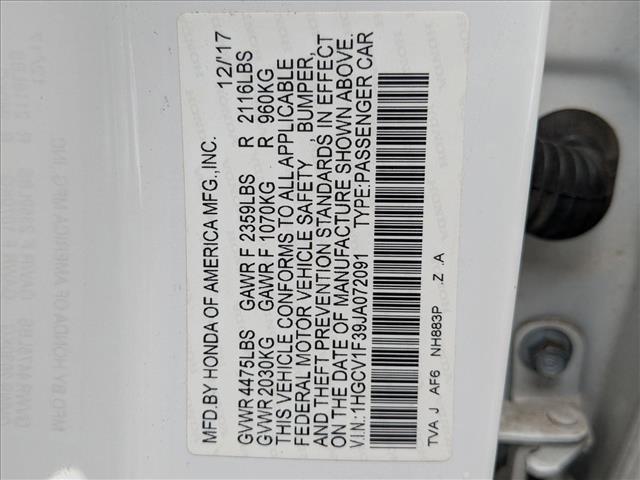 MFD.BY HONDA OF AMERICA MFG.,INC. 12/'17
GVWR 4475LBS GAWR F 2359LBS R 2116LBS
GVWR 2030KG GAWR F 1070KG R 960KG
THIS VEHICLE CONFORMS TO ALL APPLICABLE
FEDERAL MOTOR VEHICLE SAFETY , BUMPER,
AND THEFT PREVENTION STANDARDS IN EFFECT
ON THE DATE OF MANUFACTURE SHOWN ABOVE.
V.I.N.:1HGCV1F39JA072091 TYPE:PASSENGER CAR
TVA J AF6 NH883P .Z .A